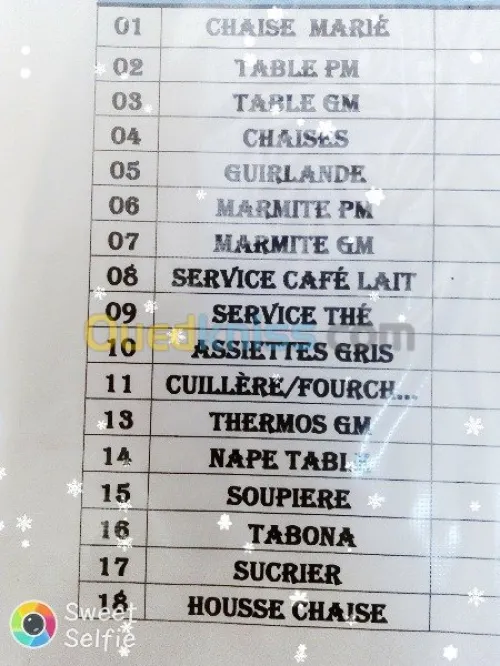 01 CHAISE MARIÉ
02 TABLE PM
03 TABLE GM
04 CHAISES
05 GUIRLANDE
06 MARMITE PM
07 MARMITE GM
08 SERVICE CAFÉ LAIT
09 SERVICE THÉ
Ouedkniss.com
10 ASSIETTES GRIS
11 CUILLÈRE/FOURCH...
13 THERMOS GM
14 NAPE TABLE
15 SOUPIERE
16 TABONA
17 SUCRIER
18 HOUSSE CHAISE
Sweet
Selfie